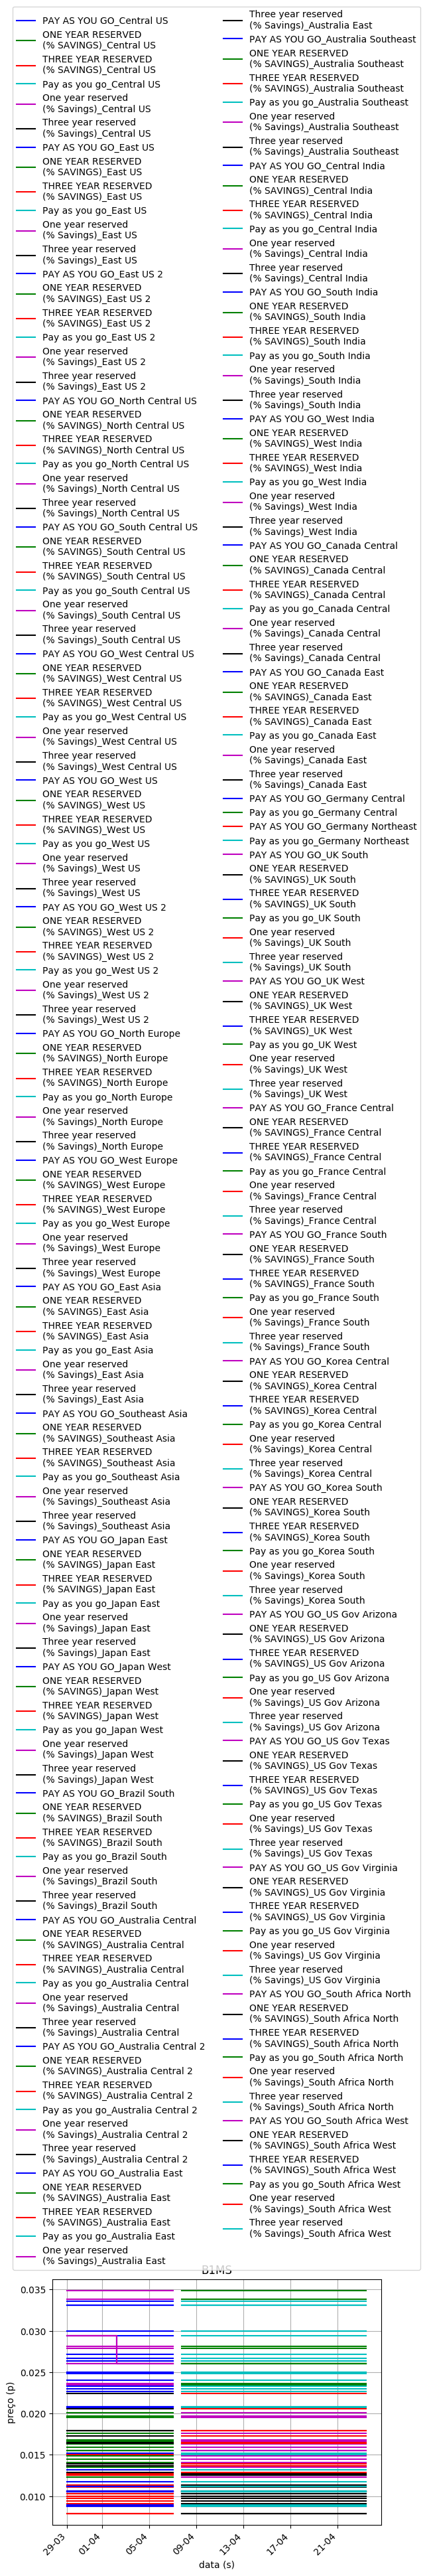 PAY AS YOU GO_Central US
ONE YEAR RESERVED
(% SAVINGS)_Central US
THREE YEAR RESERVED
(% SAVINGS)_Central US
Pay as you go_Central US
One year reserved
(% Savings)_Central US
Three year reserved
(% Savings)_Central US
PAY AS YOU GO_East US
ONE YEAR RESERVED
(% SAVINGS)_East US
THREE YEAR RESERVED
(% SAVINGS)_East US
Pay as you go_East US
One year reserved
(% Savings)_East US
Three year reserved
(% Savings)_East US
PAY AS YOU GO_East US 2
ONE YEAR RESERVED
(% SAVINGS)_East US 2
THREE YEAR RESERVED
(% SAVINGS)_East US 2
Pay as you go_East US 2
One year reserved
(% Savings)_East US 2
Three year reserved
(% Savings)_East US 2
PAY AS YOU GO_North Central US
ONE YEAR RESERVED
(% SAVINGS)_North Central US
THREE YEAR RESERVED
(% SAVINGS)_North Central US
Pay as you go_North Central US
One year reserved
(% Savings)_North Central US
Three year reserved
(% Savings)_North Central US
PAY AS YOU GO_South Central US
ONE YEAR RESERVED
(% SAVINGS)_South Central US
THREE YEAR RESERVED
(% SAVINGS)_South Central US
Pay as you go_South Central US
One year reserved
(% Savings)_South Central US
Three year reserved
(% Savings)_South Central US
PAY AS YOU GO_West Central US
ONE YEAR RESERVED
(% SAVINGS)_West Central US
THREE YEAR RESERVED
(% SAVINGS)_West Central US
Pay as you go_West Central US
One year reserved
(% Savings)_West Central US
Three year reserved
(% Savings)_West Central US
PAY AS YOU GO_West US
ONE YEAR RESERVED
(% SAVINGS)_West US
THREE YEAR RESERVED
(% SAVINGS)_West US
Pay as you go_West US
One year reserved
(% Savings)_West US
Three year reserved
(% Savings)_West US
PAY AS YOU GO_West US 2
ONE YEAR RESERVED
(% SAVINGS)_West US 2
THREE YEAR RESERVED
(% SAVINGS)_West US 2
Pay as you go_West US 2
One year reserved
(% Savings)_West US 2
Three year reserved
(% Savings)_West US 2
PAY AS YOU GO_North Europe
ONE YEAR RESERVED
(% SAVINGS)_North Europe
THREE YEAR RESERVED
(% SAVINGS)_North Europe
Pay as you go_North Europe
One year reserved
(% Savings)_North Europe
Three year reserved
(% Savings)_North Europe
PAY AS YOU GO_West Europe
ONE YEAR RESERVED
(% SAVINGS)_West Europe
THREE YEAR RESERVED
(% SAVINGS)_West Europe
Pay as you go_West Europe
One year reserved
(% Savings)_West Europe
Three year reserved
(% Savings)_West Europe
PAY AS YOU GO_East Asia
ONE YEAR RESERVED
(% SAVINGS)_East Asia
THREE YEAR RESERVED
(% SAVINGS)_East Asia
Pay as you go_East Asia
One year reserved
(% Savings)_East Asia
Three year reserved
(% Savings)_East Asia
PAY AS YOU GO_Southeast Asia
ONE YEAR RESERVED
(% SAVINGS)_Southeast Asia
THREE YEAR RESERVED
(% SAVINGS)_Southeast Asia
Pay as you go_Southeast Asia
One year reserved
(% Savings)_Southeast Asia
Three year reserved
(% Savings)_Southeast Asia
PAY AS YOU GO_Japan East
ONE YEAR RESERVED
(% SAVINGS)_Japan East
THREE YEAR RESERVED
(% SAVINGS)_Japan East
Pay as you go_Japan East
One year reserved
(% Savings)_Japan East
Three year reserved
(% Savings)_Japan East
PAY AS YOU GO_Japan West
ONE YEAR RESERVED
(% SAVINGS)_Japan West
THREE YEAR RESERVED
(% SAVINGS)_Japan West
Pay as you go_Japan West
One year reserved
(% Savings)_Japan West
Three year reserved
(% Savings)_Japan West
PAY AS YOU GO_Brazil South
ONE YEAR RESERVED
(% SAVINGS)_Brazil South
THREE YEAR RESERVED
(% SAVINGS)_Brazil South
Pay as you go_Brazil South
One year reserved
(% Savings)_Brazil South
Three year reserved
(% Savings)_Brazil South
PAY AS YOU GO_Australia Central
ONE YEAR RESERVED
(% SAVINGS)_Australia Central
THREE YEAR RESERVED
(% SAVINGS)_Australia Central
Pay as you go_Australia Central
One year reserved
(% Savings)_Australia Central
Three year reserved
(% Savings)_Australia Central
PAY AS YOU GO_Australia Central 2
ONE YEAR RESERVED
(% SAVINGS)_Australia Central 2
THREE YEAR RESERVED
(% SAVINGS)_Australia Central 2
Pay as you go_Australia Central 2
One year reserved
(% Savings)_Australia Central 2
Three year reserved
(% Savings)_Australia Central 2
PAY AS YOU GO_Australia East
ONE YEAR RESERVED
(% SAVINGS)_Australia East
THREE YEAR RESERVED
(% SAVINGS)_Australia East
Pay as you go_Australia East
One year reserved
(% Savings)_Australia East
Three year reserved
(% Savings)_Australia East
PAY AS YOU GO_Australia Southeast
ONE YEAR RESERVED
(% SAVINGS)_Australia Southeast
THREE YEAR RESERVED
(% SAVINGS)_Australia Southeast
Pay as you go_Australia Southeast
One year reserved
(% Savings)_Australia Southeast
Three year reserved
(% Savings)_Australia Southeast
PAY AS YOU GO_Central India
ONE YEAR RESERVED
(% SAVINGS)_Central India
THREE YEAR RESERVED
(% SAVINGS)_Central India
Pay as you go_Central India
One year reserved
(% Savings)_Central India
Three year reserved
(% Savings)_Central India
PAY AS YOU GO_South India
ONE YEAR RESERVED
(% SAVINGS)_South India
THREE YEAR RESERVED
(% SAVINGS)_South India
Pay as you go_South India
One year reserved
(% Savings)_South India
Three year reserved
(% Savings)_South India
PAY AS YOU GO_West India
ONE YEAR RESERVED
(% SAVINGS)_West India
THREE YEAR RESERVED
(% SAVINGS)_West India
Pay as you go_West India
One year reserved
(% Savings)_West India
Three year reserved
(% Savings)_West India
PAY AS YOU GO_Canada Central
ONE YEAR RESERVED
(% SAVINGS)_Canada Central
THREE YEAR RESERVED
(% SAVINGS)_Canada Central
Pay as you go_Canada Central
One year reserved
(% Savings)_Canada Central
Three year reserved
(% Savings)_Canada Central
PAY AS YOU GO_Canada East
ONE YEAR RESERVED
(% SAVINGS)_Canada East
THREE YEAR RESERVED
(% SAVINGS)_Canada East
Pay as you go_Canada East
One year reserved
(% Savings)_Canada East
Three year reserved
(% Savings)_Canada East
PAY AS YOU GO_Germany Central
Pay as you go_Germany Central
PAY AS YOU GO_Germany Northeast
Pay as you go_Germany Northeast
PAY AS YOU GO_UK South
ONE YEAR RESERVED
(% SAVINGS)_UK South
THREE YEAR RESERVED
(% SAVINGS)_UK South
Pay as you go_UK South
One year reserved
(% Savings)_UK South
Three year reserved
(% Savings)_UK South
PAY AS YOU GO_UK West
ONE YEAR RESERVED
(% SAVINGS)_UK West
THREE YEAR RESERVED
(% SAVINGS)_UK West
Pay as you go_UK West
One year reserved
(% Savings)_UK West
Three year reserved
(% Savings)_UK West
PAY AS YOU GO_France Central
ONE YEAR RESERVED
(% SAVINGS)_France Central
THREE YEAR RESERVED
(% SAVINGS)_France Central
Pay as you go_France Central
One year reserved
(% Savings)_France Central
Three year reserved
(% Savings)_France Central
PAY AS YOU GO_France South
ONE YEAR RESERVED
(% SAVINGS)_France South
THREE YEAR RESERVED
(% SAVINGS)_France South
Pay as you go_France South
One year reserved
(% Savings)_France South
Three year reserved
(% Savings)_France South
PAY AS YOU GO_Korea Central
ONE YEAR RESERVED
(% SAVINGS)_Korea Central
THREE YEAR RESERVED
(% SAVINGS)_Korea Central
Pay as you go_Korea Central
One year reserved
(% Savings)_Korea Central
Three year reserved
(% Savings)_Korea Central
PAY AS YOU GO_Korea South
ONE YEAR RESERVED
(% SAVINGS)_Korea South
THREE YEAR RESERVED
(% SAVINGS)_Korea South
Pay as you go_Korea South
One year reserved
(% Savings)_Korea South
Three year reserved
(% Savings)_Korea South
PAY AS YOU GO_US Gov Arizona
ONE YEAR RESERVED
(% SAVINGS)_US Gov Arizona
THREE YEAR RESERVED
(% SAVINGS)_US Gov Arizona
Pay as you go_US Gov Arizona
One year reserved
(% Savings)_US Gov Arizona
Three year reserved
(% Savings)_US Gov Arizona
PAY AS YOU GO_US Gov Texas
ONE YEAR RESERVED
(% SAVINGS)_US Gov Texas
THREE YEAR RESERVED
(% SAVINGS)_US Gov Texas
Pay as you go_US Gov Texas
One year reserved
(% Savings)_US Gov Texas
Three year reserved
(% Savings)_US Gov Texas
PAY AS YOU GO_US Gov Virginia
ONE YEAR RESERVED
(% SAVINGS)_US Gov Virginia
THREE YEAR RESERVED
(% SAVINGS)_US Gov Virginia
Pay as you go_US Gov Virginia
One year reserved
(% Savings)_US Gov Virginia
Three year reserved
(% Savings)_US Gov Virginia
PAY AS YOU GO_South Africa North
ONE YEAR RESERVED
(% SAVINGS)_South Africa North
THREE YEAR RESERVED
(% SAVINGS)_South Africa North
Pay as you go_South Africa North
One year reserved
(% Savings)_South Africa North
Three year reserved
(% Savings)_South Africa North
PAY AS YOU GO_South Africa West
ONE YEAR RESERVED
(% SAVINGS)_South Africa West
THREE YEAR RESERVED
(% SAVINGS)_South Africa West
Pay as you go_South Africa West
One year reserved
(% Savings)_South Africa West
Three year reserved
(% Savings)_South Africa West
B1MS
0.035
0.030
0.025
0.020
0.015
0.010
preço (p)
29-03
01-04
05-04
09-04
13-04
17-04
21-04
data (s)